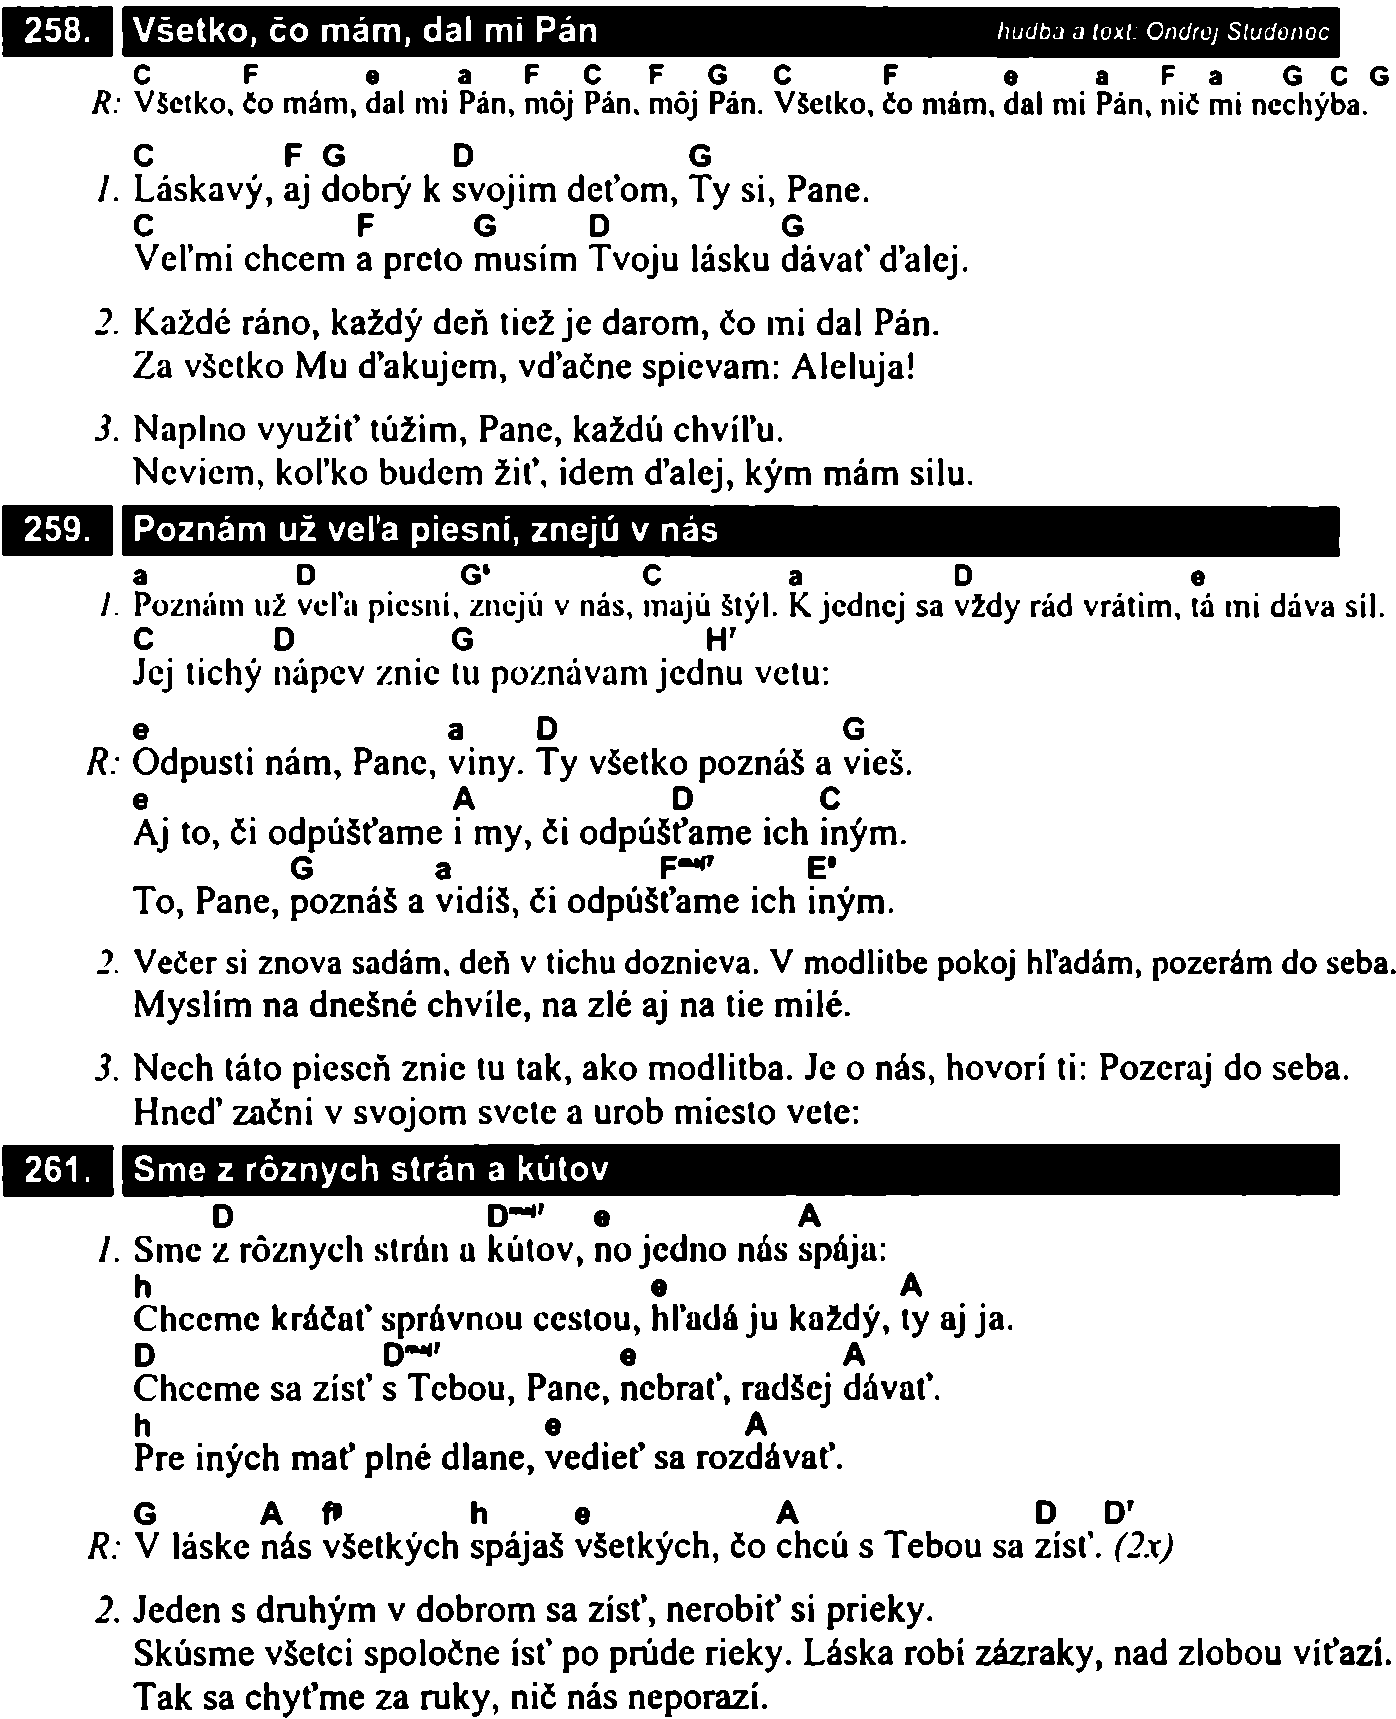 258. Všetko, čo mám, dal mi Pán hudba a text: Ondrej Studenec
C F e a F C F G C F e a F a G C G
R: Všetko, čo mám, dal mi Pán, môj Pán, môj Pán. Všetko, čo mám, dal mi Pán, nič mi nechýba.
C F G D G
1. Láskavý, aj dobrý k svojim deťom, Ty si, Pane.
C F G D G
Veľmi chcem a preto musím Tvoju lásku dávať ďalej.
2. Každé ráno, každý deň tiež je darom, čo mi dal Pán.
Za všetko Mu ďakujem, vďačne spievam: Aleluja!
3. Naplno využiť túžim, Pane, každú chvíľu.
Neviem, koľko budem žiť, idem ďalej, kým mám silu.
259. Poznám už veľa piesní, znejú v nás
a D G C a D e
1. Poznám už veľa piesní, znejú v nás, majú štýl. K jednej sa vždy rád vrátim, tá mi dáva síl.
C D G H7
Jej tichý nápev znie tu poznávam jednu vetu:
e a D G
R: Odpusti nám, Pane, viny. Ty všetko poznáš a vieš.
e A D C
Aj to, či odpúšťame i my, či odpúšťame ich iným.
G a Fmaj7 E
To, Pane, poznáš a vidíš, či odpúšťame ich iným.
2. Večer si znova sadám, deň v tichu doznieva. V modlitbe pokoj hľadám, pozerám do seba.
Myslím na dnešné chvíle, na zlé aj na tie milé.
3. Nech táto pieseň znie tu tak, ako modlitba. Je o nás, hovorí ti: Pozeraj do seba.
Hneď začni v svojom svete a urob miesto vete:
261. Sme z rôznych strán a kútov
D Dmaj7 e A
1. Sme z rôznych strán a kútov, no jedno nás spája:
h e A
Chceme kráčať správnou cestou, hľadá ju každý, ty aj ja.
D Dmaj7 e A
Chceme sa zísť s Tebou, Pane, nebrať, radšej dávať.
h e A
Pre iných mať plné dlane, vedieť sa rozdávať.
G A h e A D D7
R: V láske nás všetkých spájaš všetkých, čo chcú s Tebou sa zísť. (2x)
2. Jeden s druhým v dobrom sa zísť, nerobiť si prieky.
Skúsme všetci spoločne ísť po prúde rieky. Láska robí zázraky, nad zlobou víťazí.
Tak sa chyťme za ruky, nič nás neporazí.